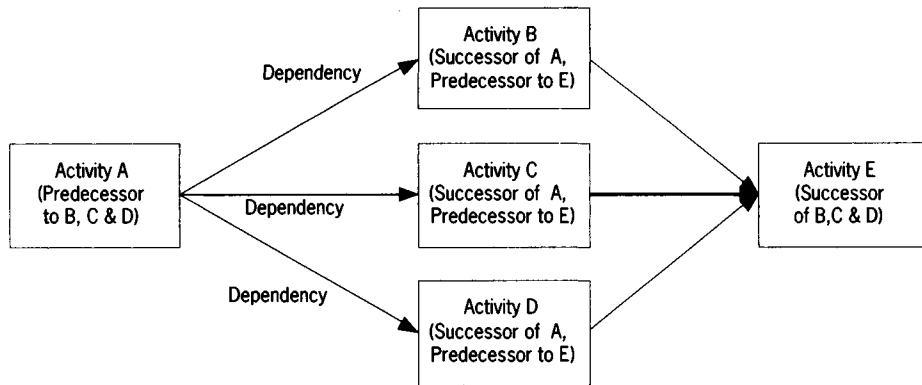 Activity B
(Successor of A,
Predecessor to E)
Dependency
Activity A
(Predecessor
to B, C & D)
Dependency
Activity C
(Successor of A,
Predecessor to E)
Activity E
(Successor
of B,C & D)
Dependency
Activity D
(Successor of A,
Predecessor to E)